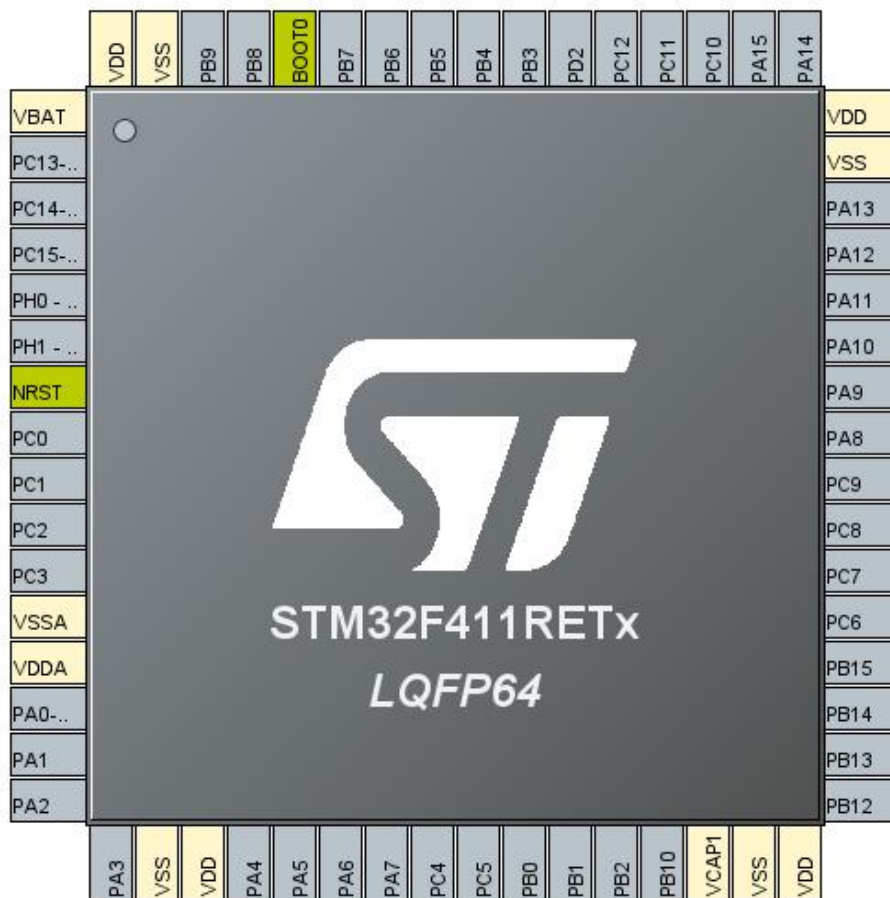 VDD
VSS
PB9
PB8
BOOT0
PB7
PB6
PB5
PB4
PB3
PD2
PC12
PC11
PC10
PA15
PA14
VBAT
PC13-..
PC14-..
PC15-..
PH0 - ..
PH1 - ..
NRST
PC0
PC1
PC2
PC3
VSSA
VDDA
PA0-..
PA1
PA2
ST
STM32F411RETx
LQFP64
VDD
VSS
PA13
PA12
PA11
PA10
PA9
PA8
PC9
PC8
PC7
PC6
PB15
PB14
PB13
PB12
PA3
VSS
VDD
PA4
PA5
PA6
PA7
PC4
PC5
PB0
PB1
PB2
PB10
VCAP1
VSS
VDD